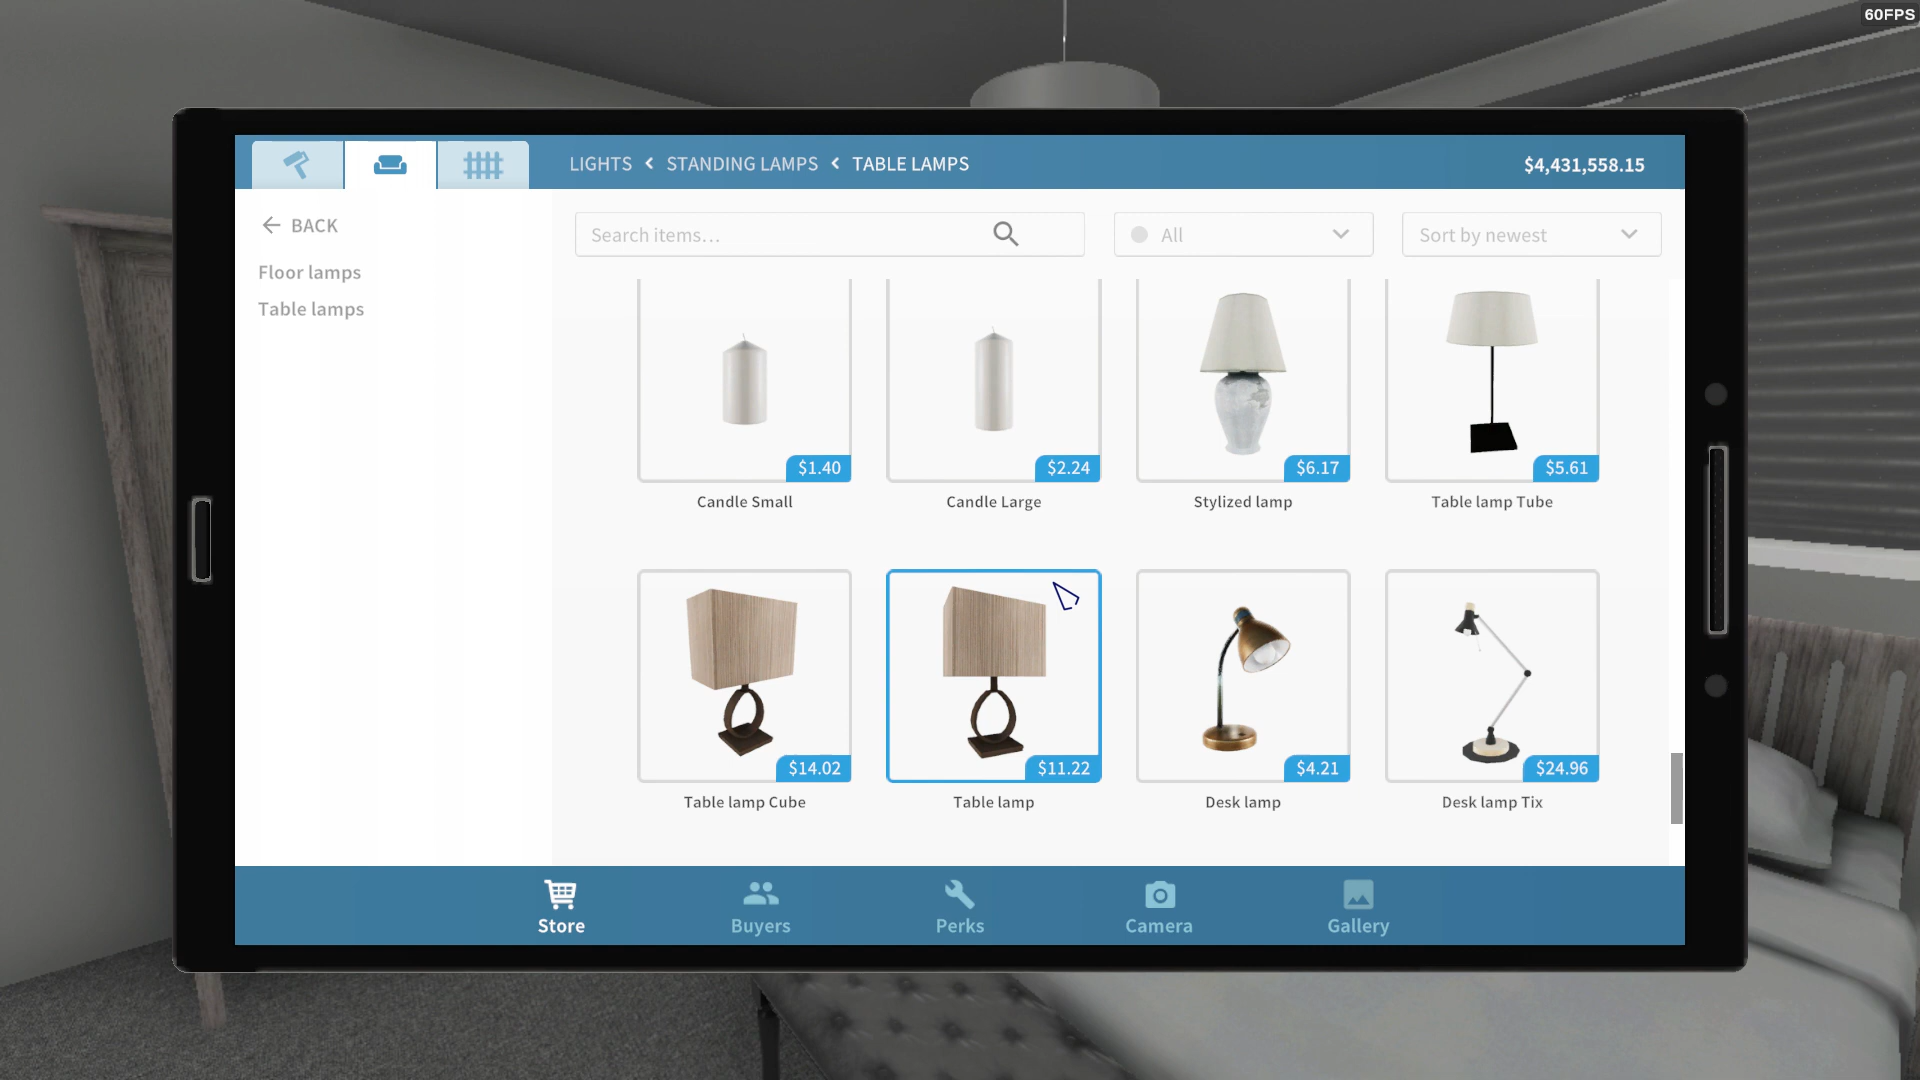 60FPS
LIGHTS < STANDING LAMPS < TABLE LAMPS
$4,431,558.15
← BACK
Floor lamps
Table lamps
Search items...
All
Sort by newest
$1.40
$2.24
$6.17
$5.61
Candle Small
Candle Large
Stylized lamp
Table lamp Tube
$14.02
$11.22
$4.21
$24.96
Table lamp Cube
Table lamp
Desk lamp
Desk lamp Tix
Store
Buyers
Perks
Camera
Gallery